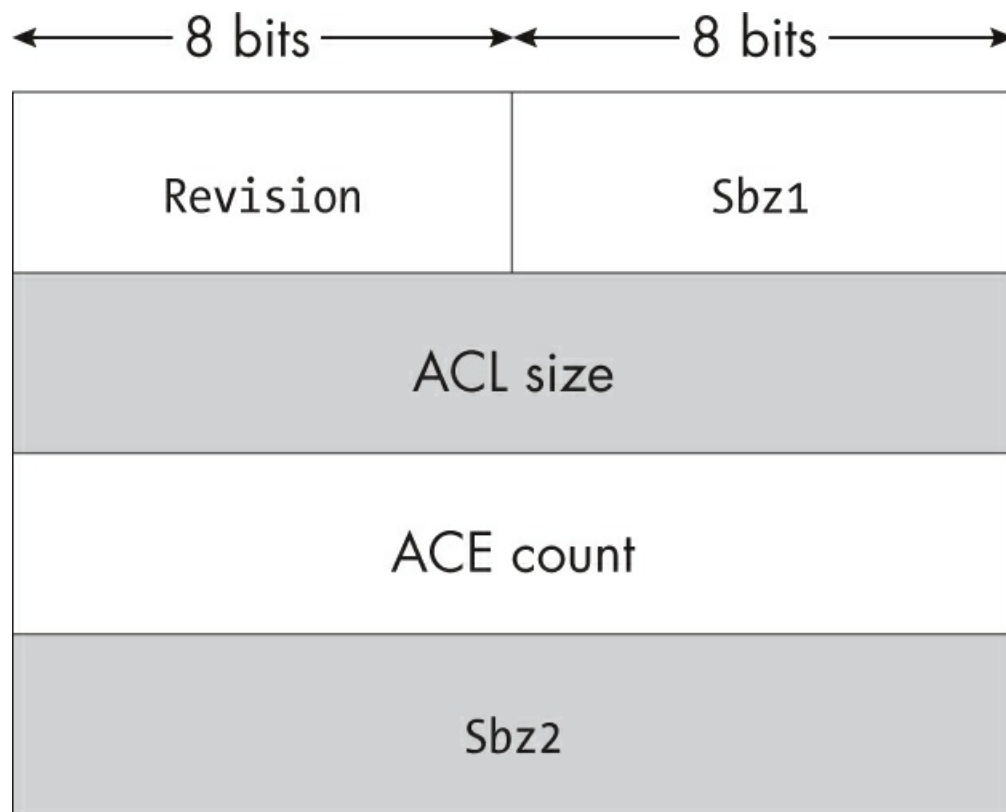 8 bits 8 bits
Revision Sbz1
ACL size
ACE count
Sbz2